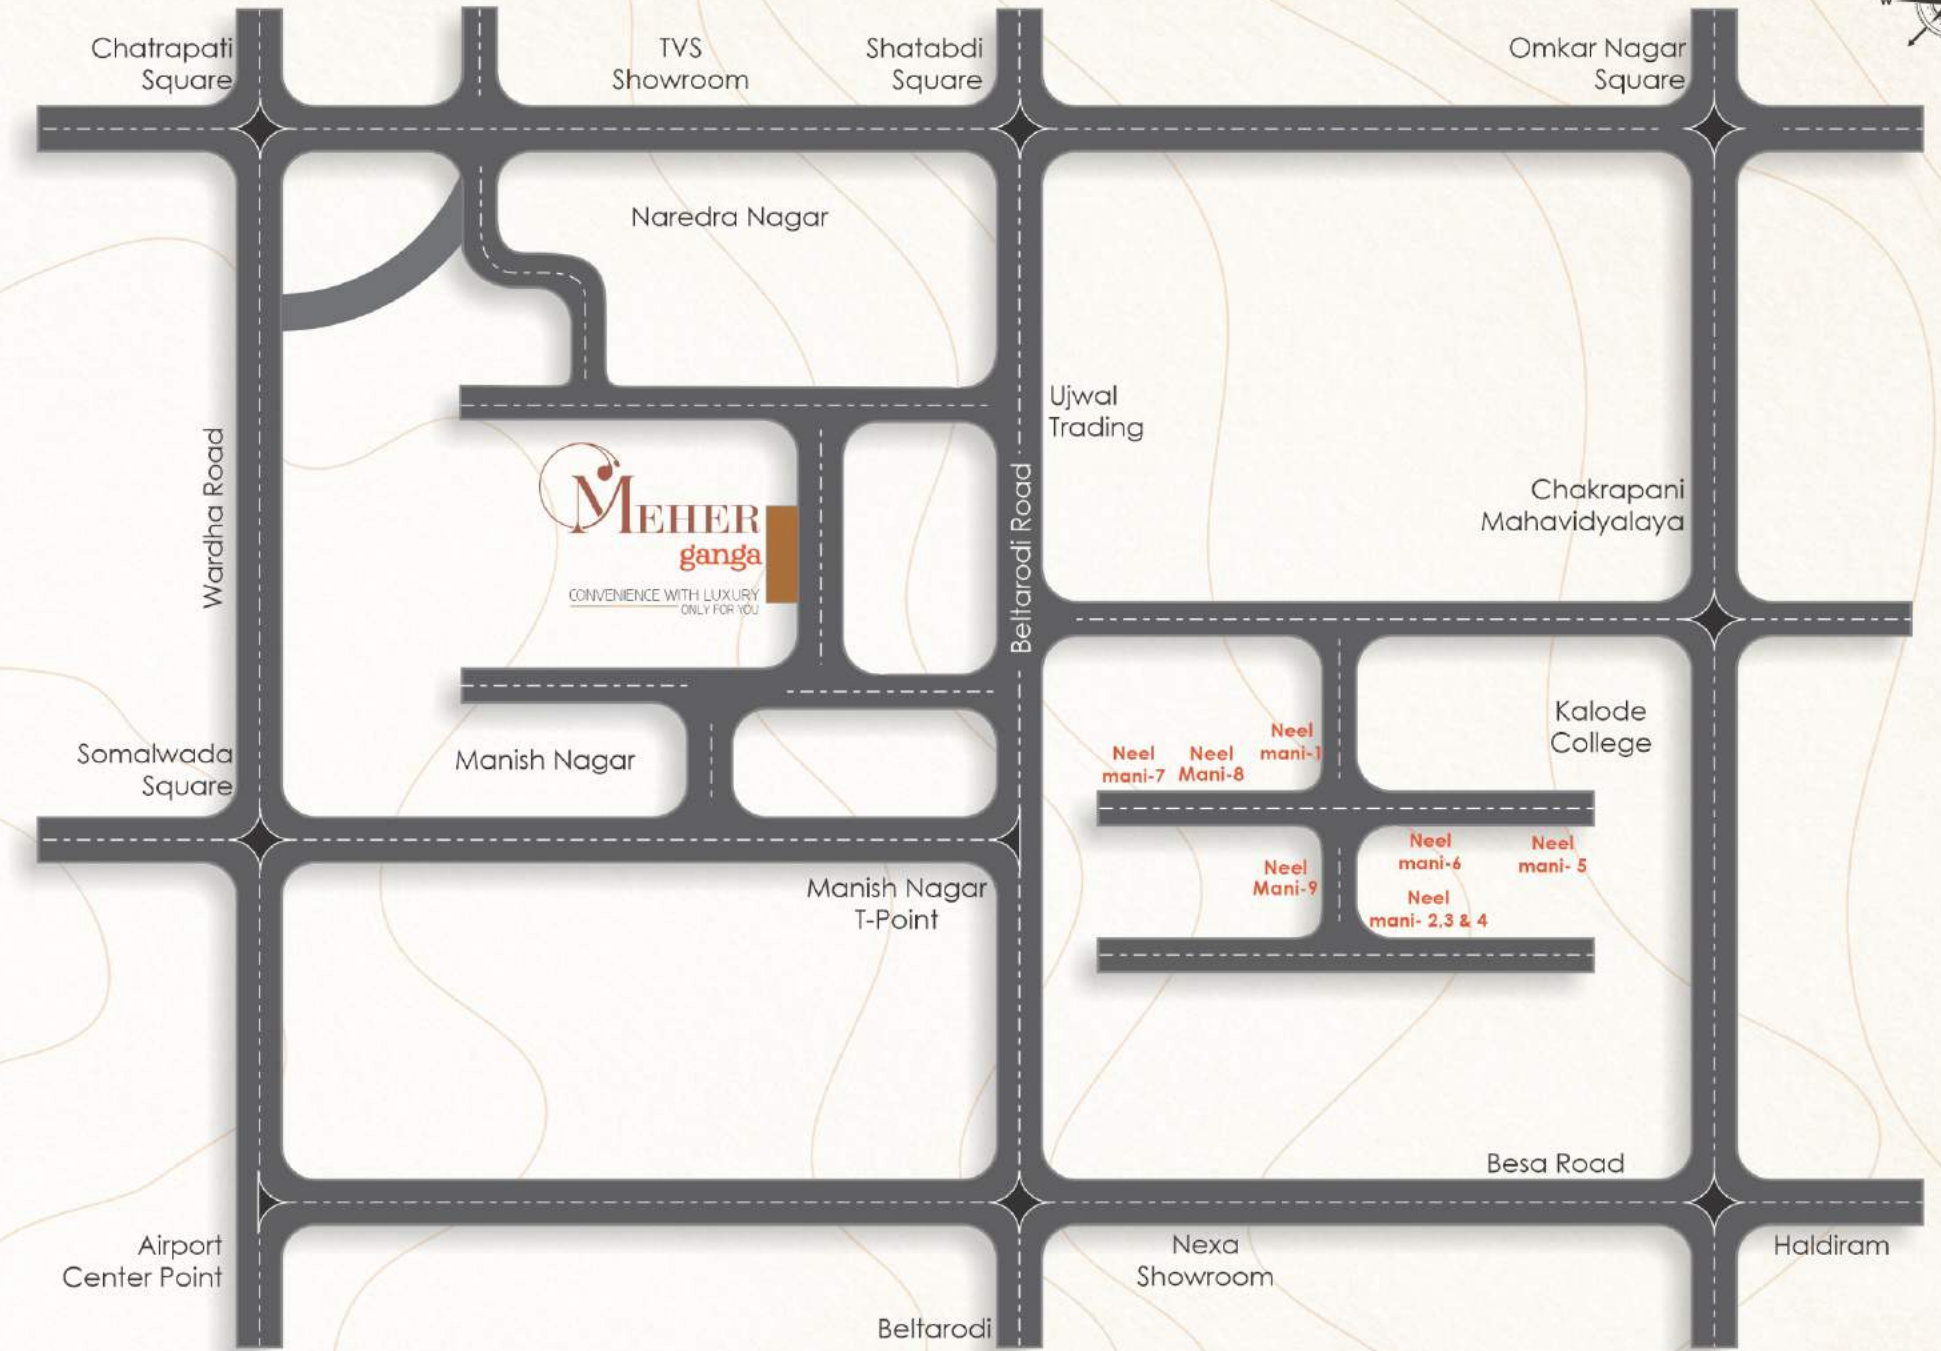 W
Chatrapati
Square
TVS
Showroom
Shatabdi
Square
Omkar Nagar
Square
Naredra Nagar
Ujwal
Trading
Wardha Road
MEHER
ganga
CONVENIENCE WITH LUXURY
ONLY FOR YOU
Beltarodi Road
Chakrapani
Mahavidyalaya
Somalwada
Square
Manish Nagar
Neel
mani-7
Neel
Mani-8
Neel
mani-1
Kalode
College
Manish Nagar
T-Point
Neel
Mani-9
Neel
mani-6
Neel
mani- 5
Neel
mani- 2,3 & 4
Besa Road
Airport
Center Point
Nexa
Showroom
Haldiram
Beltarodi